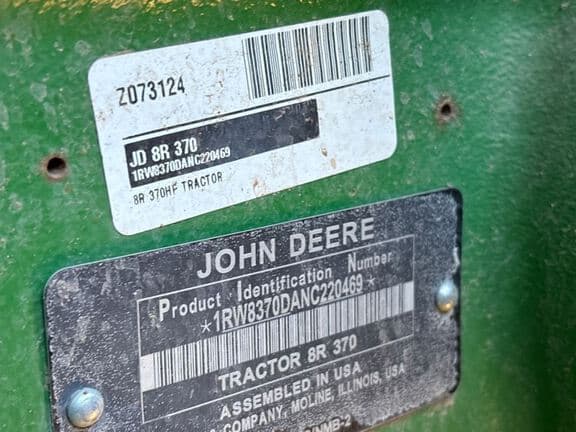 Z073124
JD 8R 370
1RW8370DANC220469
8R 370HP TRACTOR
JOHN DEERE
Product Identification Number
*1RW8370DANC220469*
TRACTOR 8R 370
ASSEMBLED IN USA
& COMPANY, MOLINE, ILLINOIS, USA